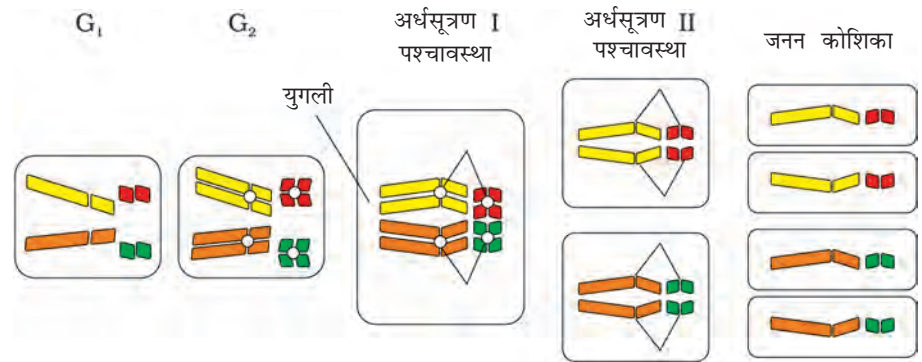 G₁
G₂
अर्धसूत्रण I
पश्चावस्था
अर्धसूत्रण II
पश्चावस्था
जनन कोशिका
युगली